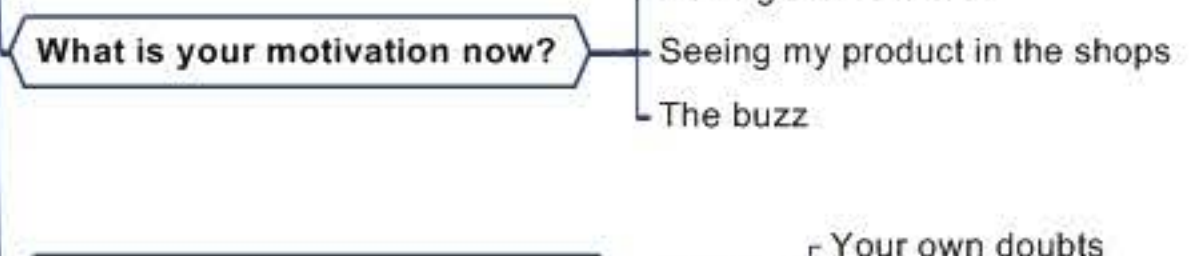 What is your motivation now?
Seeing my product in the shops
The buzz
Your own doubts